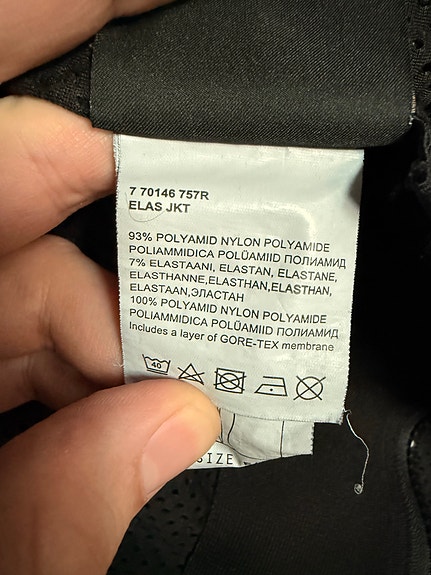 7 70146 757R
ELAS JKT
93% POLYAMID NYLON POLYAMIDE
POLIAMMIDICA POLÜAMIID ПОЛИАМИД
7% ELASTAANI, ELASTAN, ELASTANE,
ELASTHANNE,ELASTHAN,ELASTHAN,
ELASTAAN,ЭЛАСТАН
100% POLYAMID NYLON POLYAMIDE
POLIAMMIDICA POLÜAMIID ПОЛИАМИД
Includes a layer of GORE-TEX membrane
40
SIZE